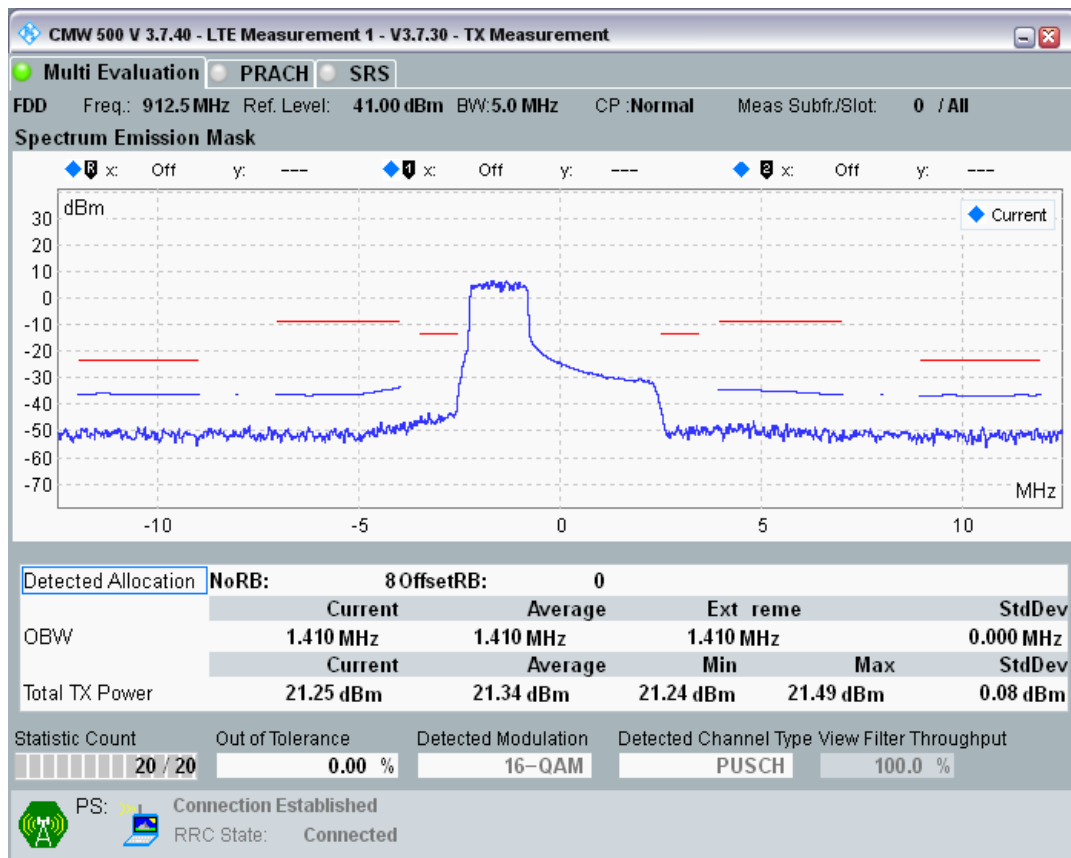 CMW 500 V 3.7.40 - LTE Measurement 1 - V3.7.30 - TX Measurement
Multi Evaluation PRACH SRS
FDD Freq.: 912.5 MHz Ref. Level: 41.00 dBm BW:5.0 MHz CP :Normal Meas Subfr./Slot: 0 / All
Spectrum Emission Mask
R x: Off y: --- 1 x: Off y: --- 2 x: Off y: ---
dBm
Current
30
20
10
0
-10
-20
-30
-40
-50
-60
-70
MHz
-10 -5 0 5 10
Detected Allocation NoRB: 8 OffsetRB: 0
Current Average Ext reme StdDev
OBW 1.410 MHz 1.410 MHz 1.410 MHz 0.000 MHz
Current Average Min Max StdDev
Total TX Power 21.25 dBm 21.34 dBm 21.24 dBm 21.49 dBm 0.08 dBm
Statistic Count Out of Tolerance Detected Modulation Detected Channel Type View Filter Throughput
20 / 20 0.00 % 16-QAM PUSCH 100.0 %
PS: Connection Established
RRC State: Connected